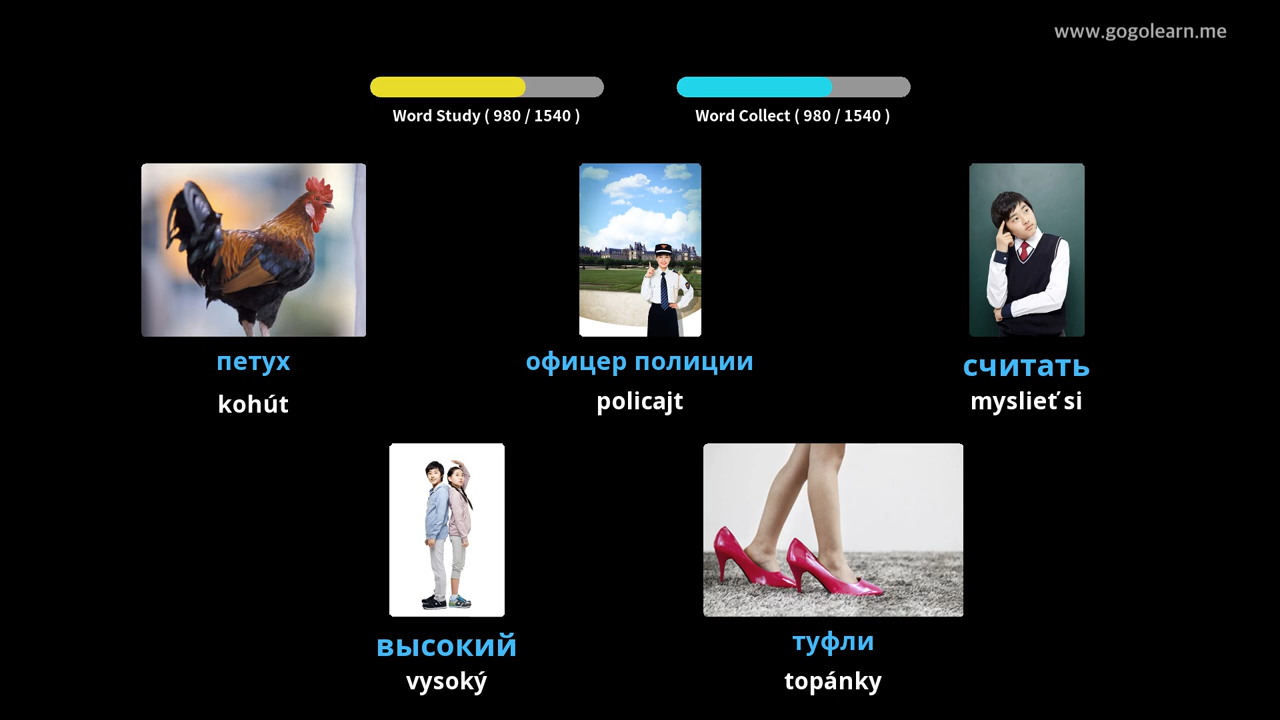 www.gogolearn.me
Word Study ( 980 / 1540 )
Word Collect ( 980 / 1540 )
петух
kohút
офицер полиции
policajt
считать
myslieť si
высокий
vysoký
туфли
topánky